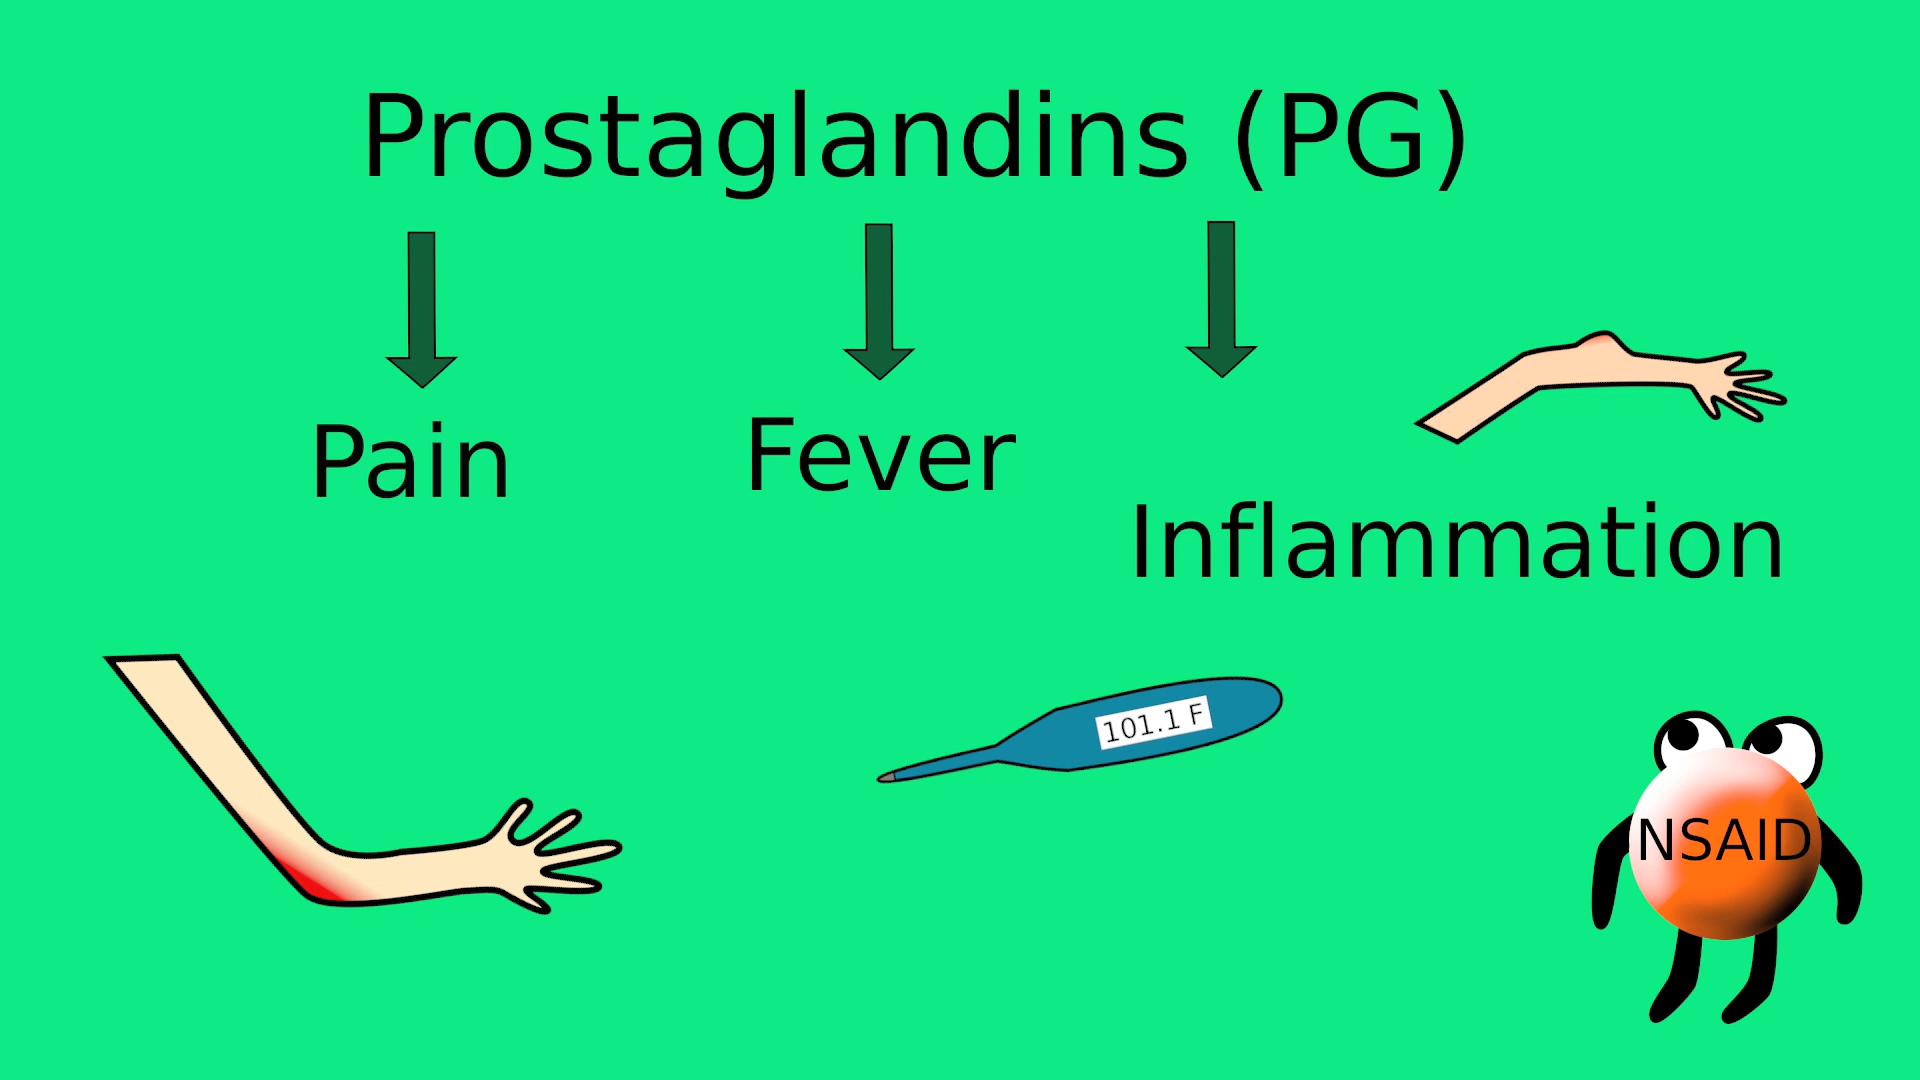 Prostaglandins (PG)
Pain
Fever
Inflammation
101.1 F
NSAID